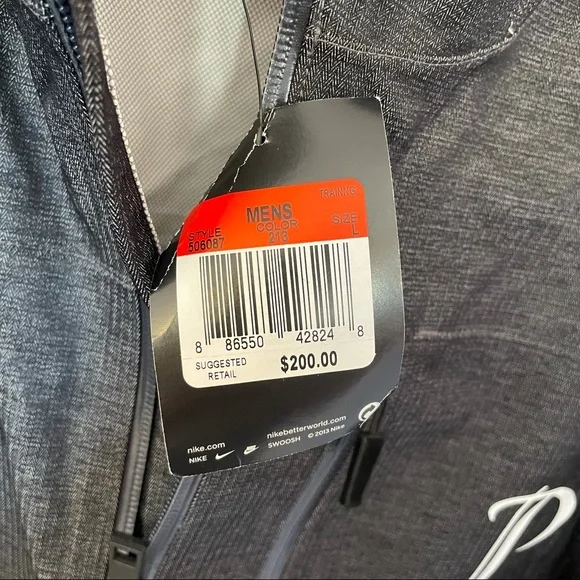 TRAINING
MENS
STYLE COLOR SIZE
506087 213 L
8 86550 42824 8
SUGGESTED
RETAIL $200.00
nikebetterworld.com
nike.com SWOOSH © 2013 Nike
NIKE
P